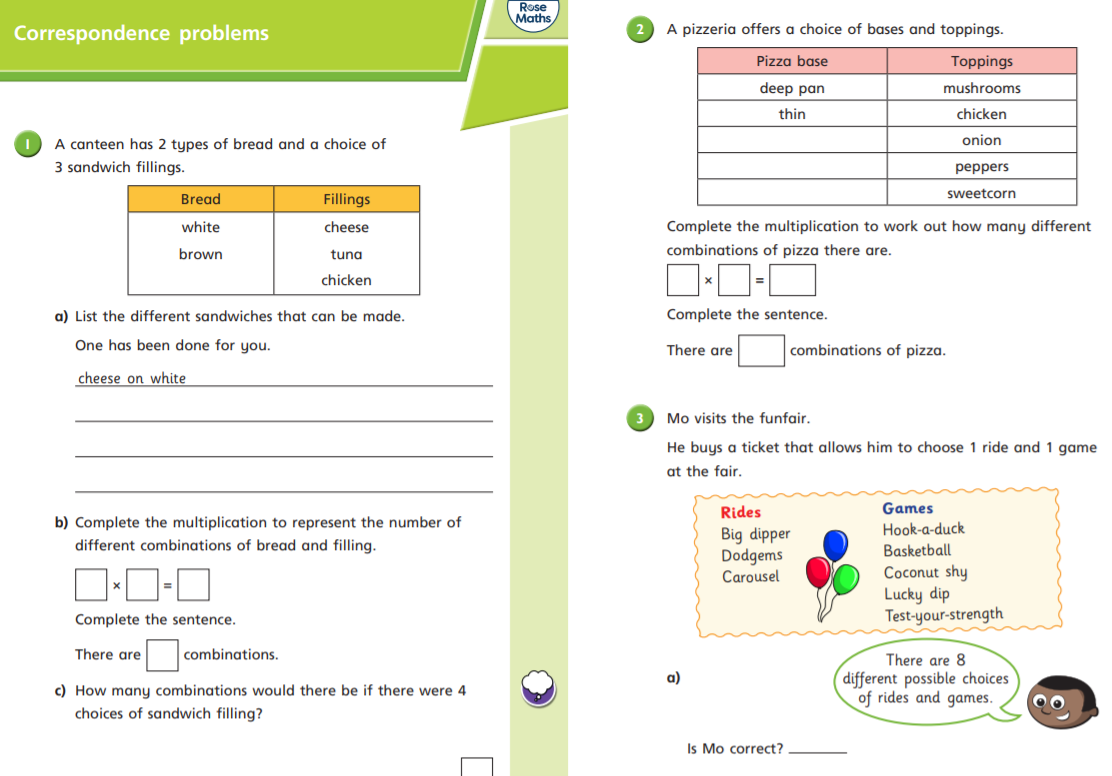 Correspondence problems
Rose
Maths
1 A canteen has 2 types of bread and a choice of
3 sandwich fillings.
Bread Fillings
white cheese
brown tuna
chicken
a) List the different sandwiches that can be made.
One has been done for you.
cheese on white
b) Complete the multiplication to represent the number of
different combinations of bread and filling.
× =
Complete the sentence.
There are combinations.
c) How many combinations would there be if there were 4
choices of sandwich filling?
2 A pizzeria offers a choice of bases and toppings.
Pizza base Toppings
deep pan mushrooms
thin chicken
onion
peppers
sweetcorn
Complete the multiplication to work out how many different
combinations of pizza there are.
× =
Complete the sentence.
There are combinations of pizza.
3 Mo visits the funfair.
He buys a ticket that allows him to choose 1 ride and 1 game
at the fair.
Rides
Big dipper
Dodgems
Carousel
Games
Hook-a-duck
Basketball
Coconut shy
Lucky dip
Test-your-strength
a)
There are 8
different possible choices
of rides and games.
Is Mo correct?